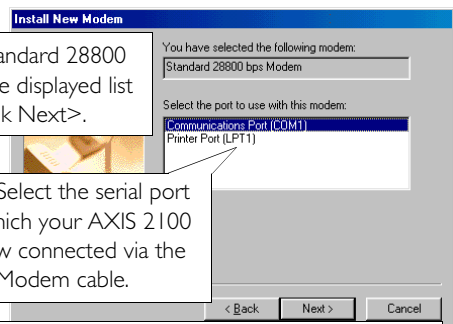 Install New Modem
andard 28800
e displayed list
k Next>.
You have selected the following modem:
Standard 28800 bps Modem
Select the port to use with this modem:
Communications Port (COM1)
Printer Port (LPT1)
Select the serial port
hich your AXIS 2100
w connected via the
Modem cable.
< Back
Next >
Cancel